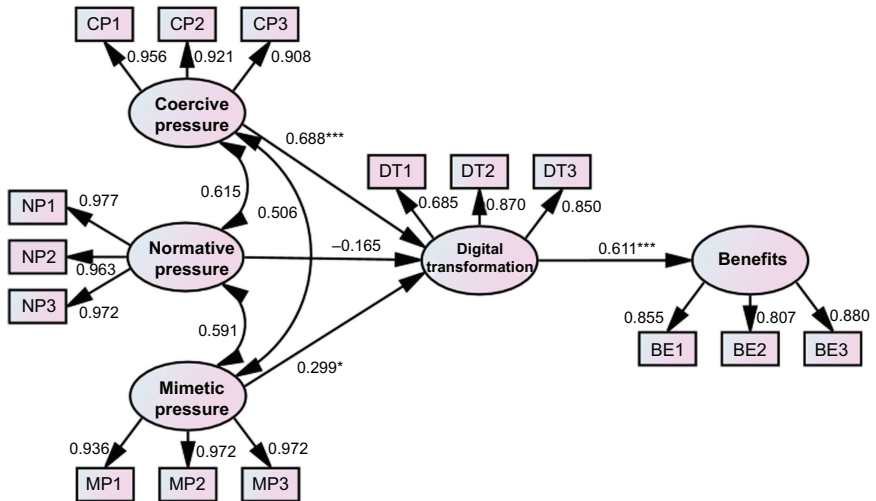 CP1
CP2
CP3
0.956
0.921
0.908
Coercive
pressure
0.688***
DT1
DT2
DT3
0.685
0.870
0.850
0.615
0.506
NP1
0.977
NP2
0.963
NP3
0.972
Normative
pressure
–0.165
Digital
transformation
0.611***
Benefits
0.855
0.807
0.880
BE1
BE2
BE3
0.591
0.299*
Mimetic
pressure
0.936
0.972
0.972
MP1
MP2
MP3